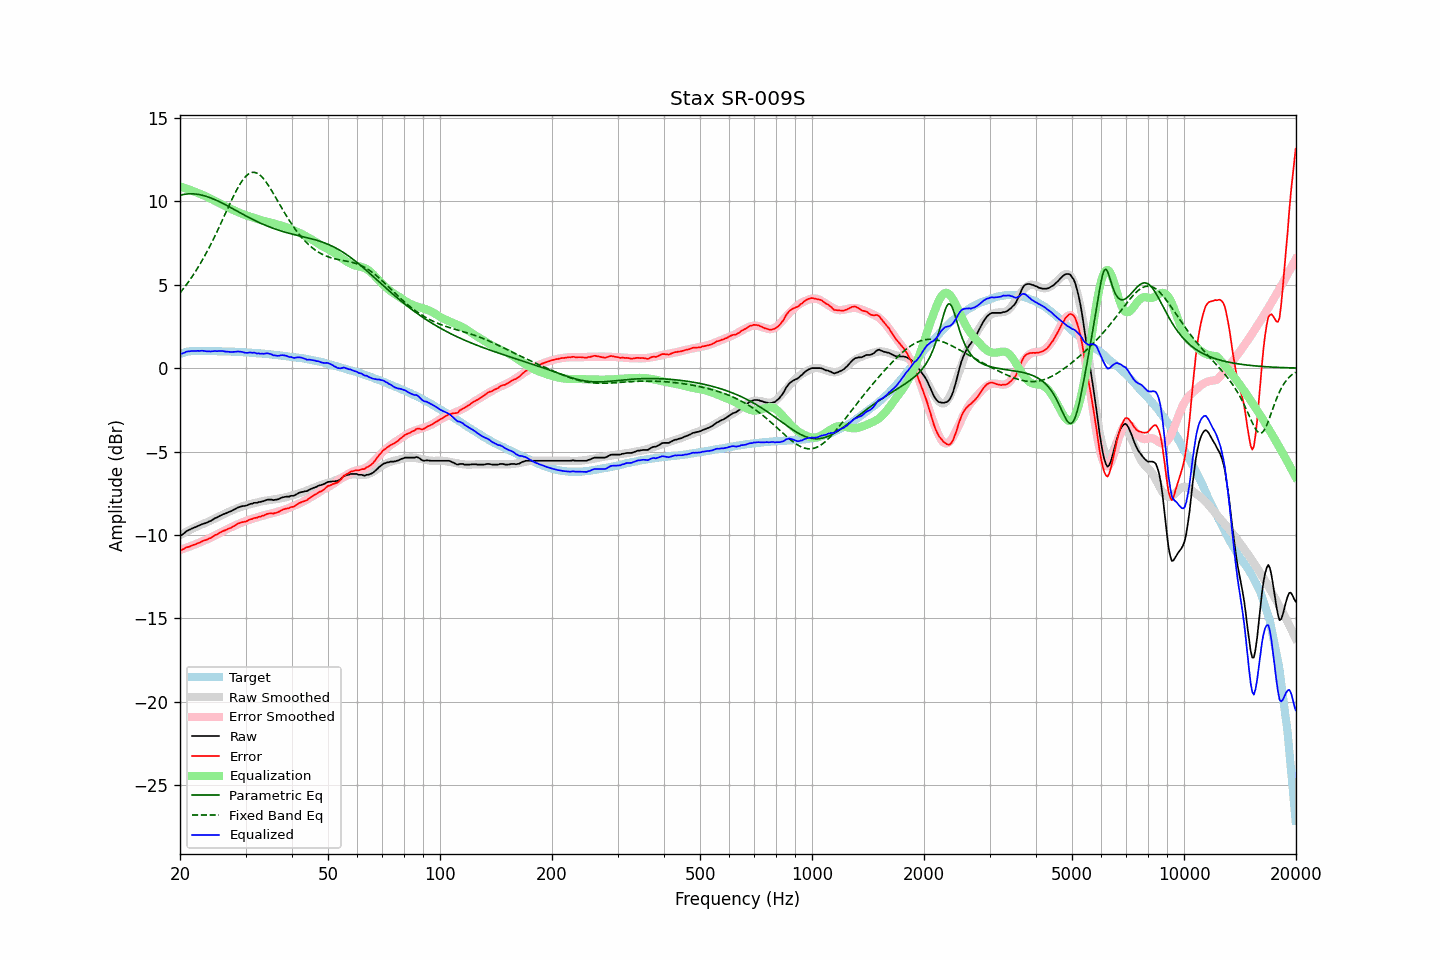 Stax SR-009S
15
10
5
0
−5
−10
−15
−20
−25
Amplitude (dBr)
Target
Raw Smoothed
Error Smoothed
Raw
Error
Equalization
Parametric Eq
Fixed Band Eq
Equalized
20 50 100 200 500 1000 2000 5000 10000 20000
Frequency (Hz)